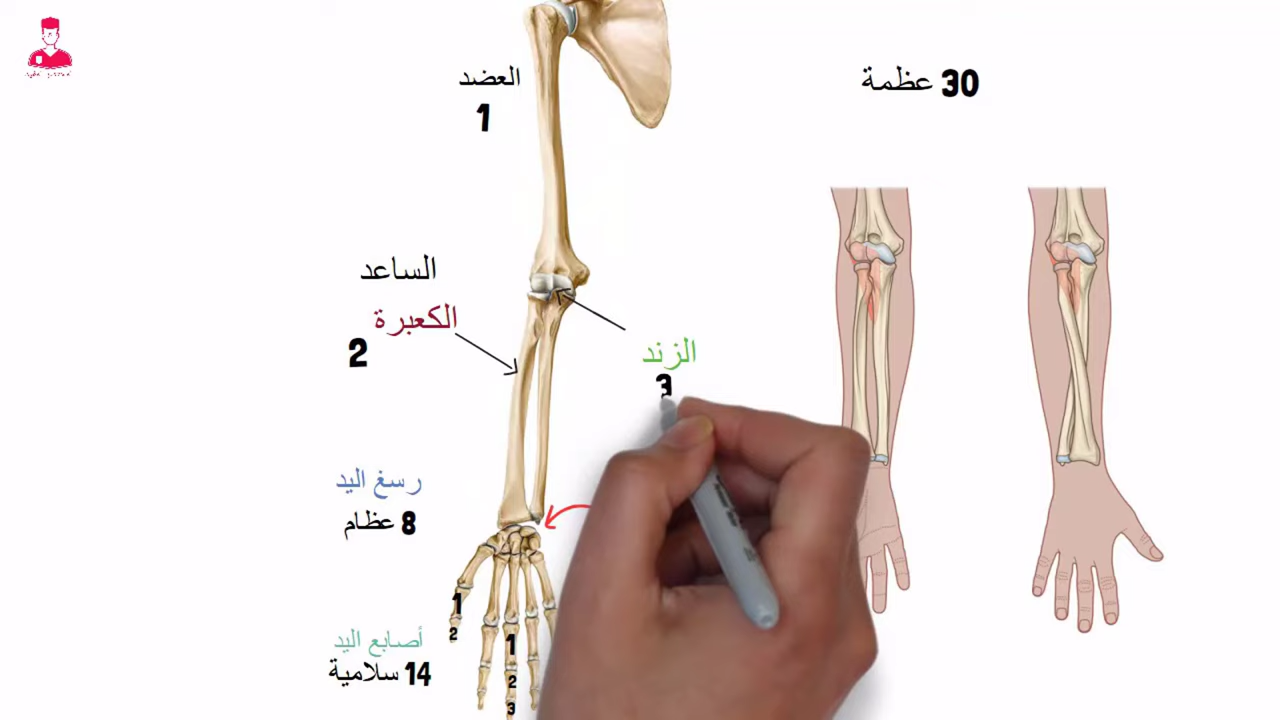 30 عظمة
العضد
1
الساعد
الكعبرة
2
الزند
3
رسغ اليد
8 عظام
أصابع اليد
14 سلامية
1
2
1
2
3